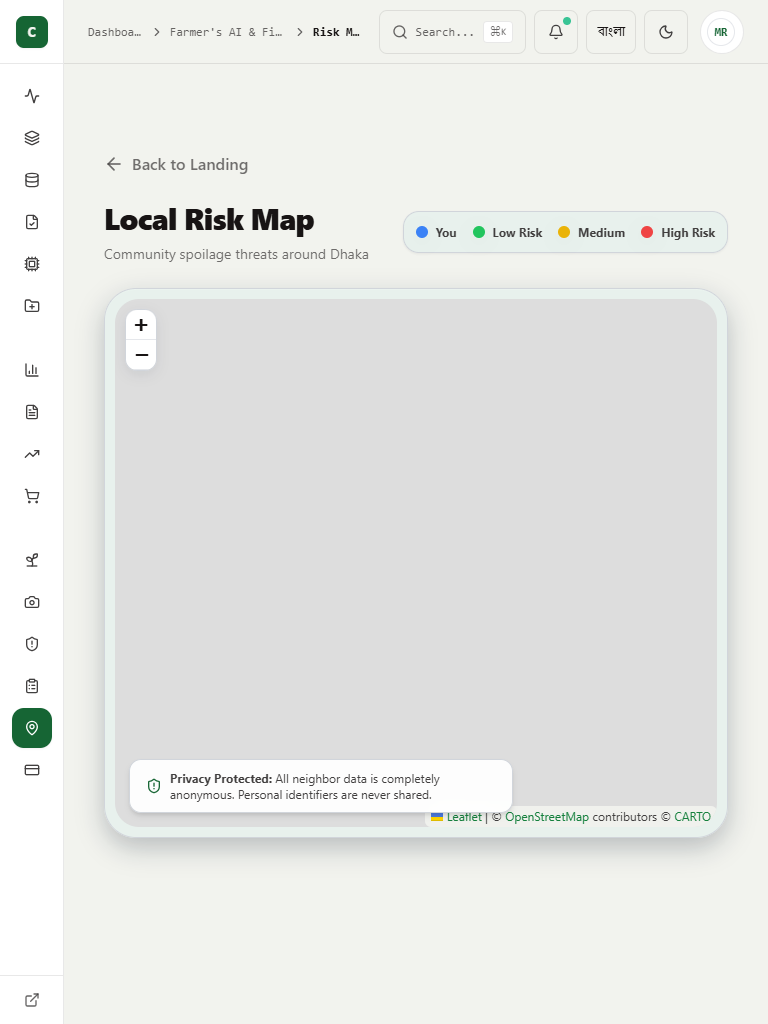 C
Dashboa… > Farmer's AI & Fi… > Risk M…
Search... ⌘K
বাংলা
MR
Back to Landing
Local Risk Map
Community spoilage threats around Dhaka
You Low Risk Medium High Risk
+
−
Privacy Protected: All neighbor data is completely
anonymous. Personal identifiers are never shared.
Leaflet | © OpenStreetMap contributors © CARTO